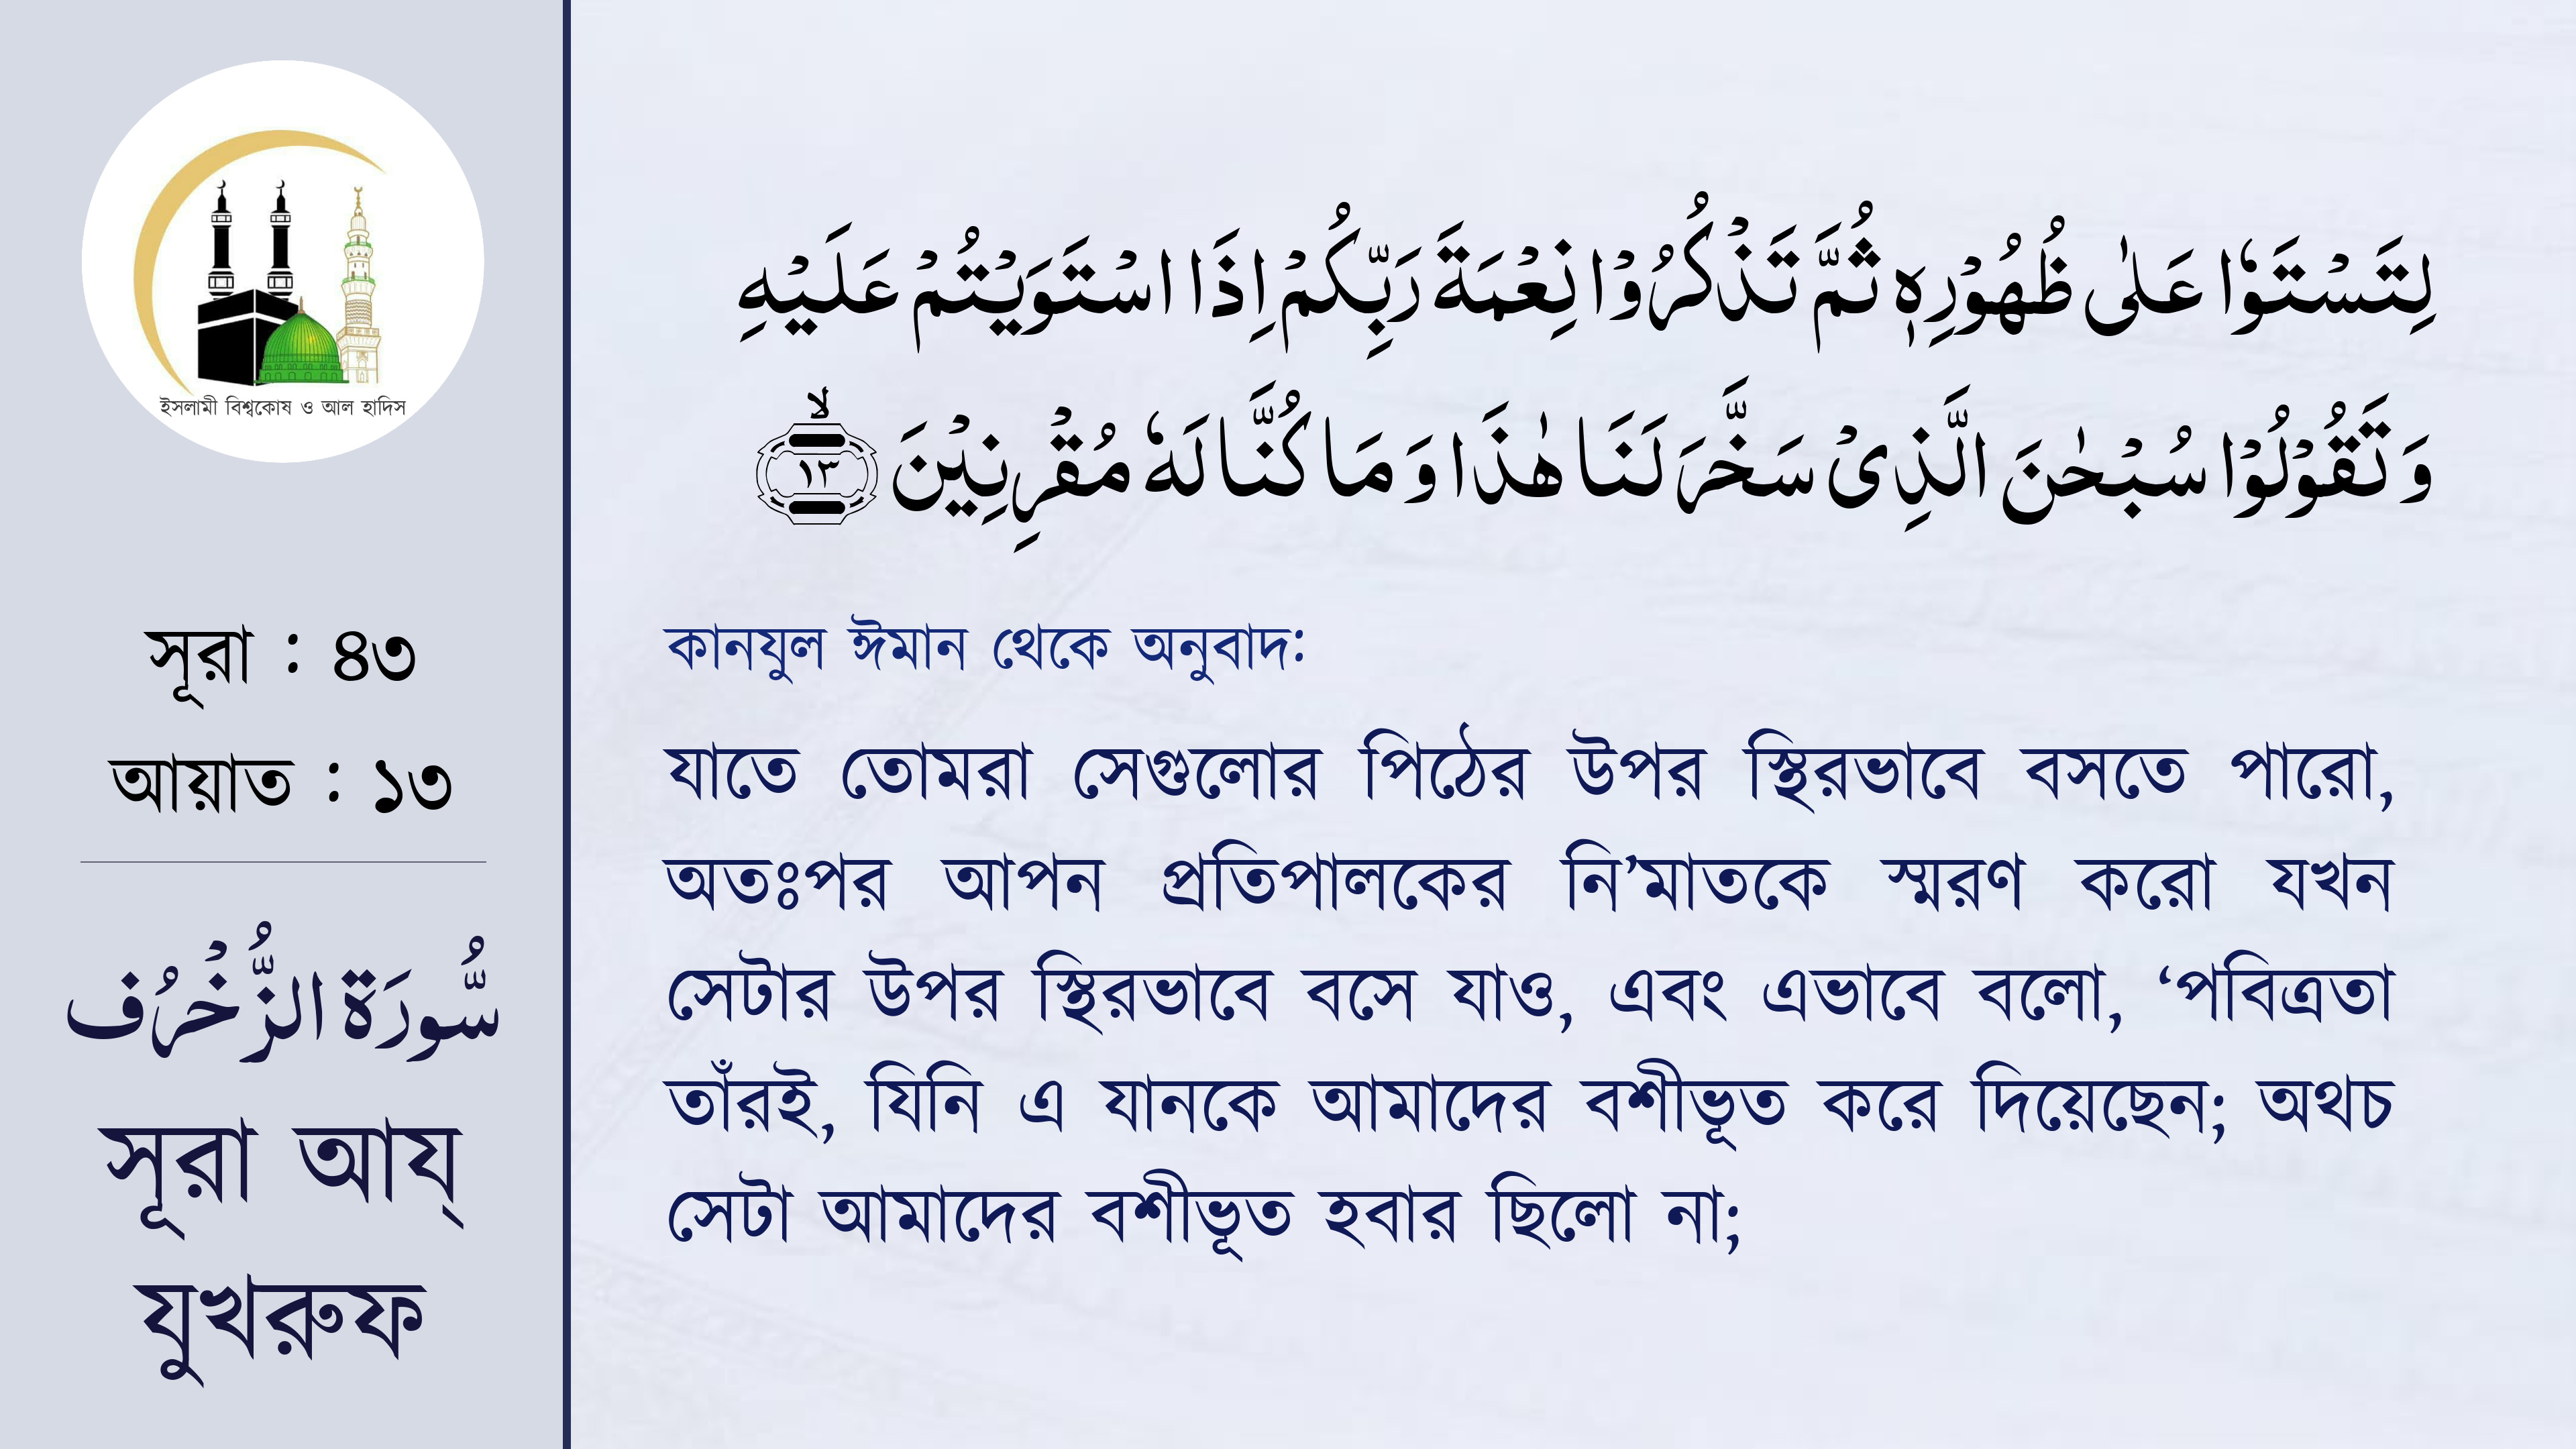 ইসলামী বিশ্বকোষ ও আল হাদিস
সূরা : ৪৩
আয়াত : ১৩
سُّورَة الزُّخْرُف
সূরা আয্
যুখরুফ
لِتَسْتَوٗا عَلٰى ظُهُوْرِهٖ ثُمَّ تَذْكُرُوْا نِعْمَةَ رَبِّكُمْ اِذَا اسْتَوَيْتُمْ عَلَيْهِ
وَ تَقُوْلُوْا سُبْحٰنَ الَّذِیْ سَخَّرَ لَنَا هٰذَا وَ مَا كُنَّا لَهٗ مُقْرِنِيْنَ ۙ۝۱۳
কানযুল ঈমান থেকে অনুবাদ:
যাতে তোমরা সেগুলোর পিঠের উপর স্থিরভাবে বসতে পারো,
অতঃপর আপন প্রতিপালকের নি’মাতকে স্মরণ করো যখন
সেটার উপর স্থিরভাবে বসে যাও, এবং এভাবে বলো, ‘পবিত্রতা
তাঁরই, যিনি এ যানকে আমাদের বশীভূত করে দিয়েছেন; অথচ
সেটা আমাদের বশীভূত হবার ছিলো না;